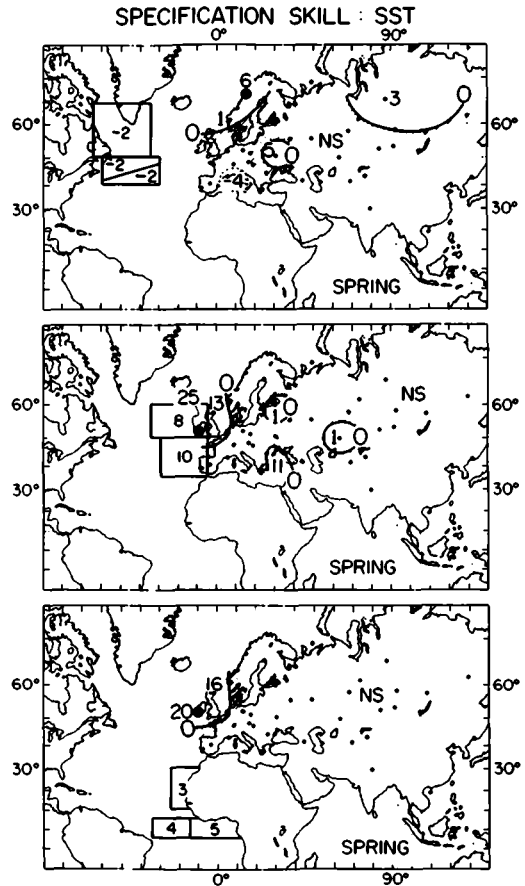 SPECIFICATION SKILL : SST
0° 90°
6
3 0
0 1
60° -2 NS 60°
0
-2 -2 -4
30° 30°
SPRING
0
25 13 NS
60° 8 1 0 60°
1 0
10 11
30° 0 30°
SPRING
16
60° NS 60°
20
0
30° 30°
3
4 5
SPRING
0° 90°